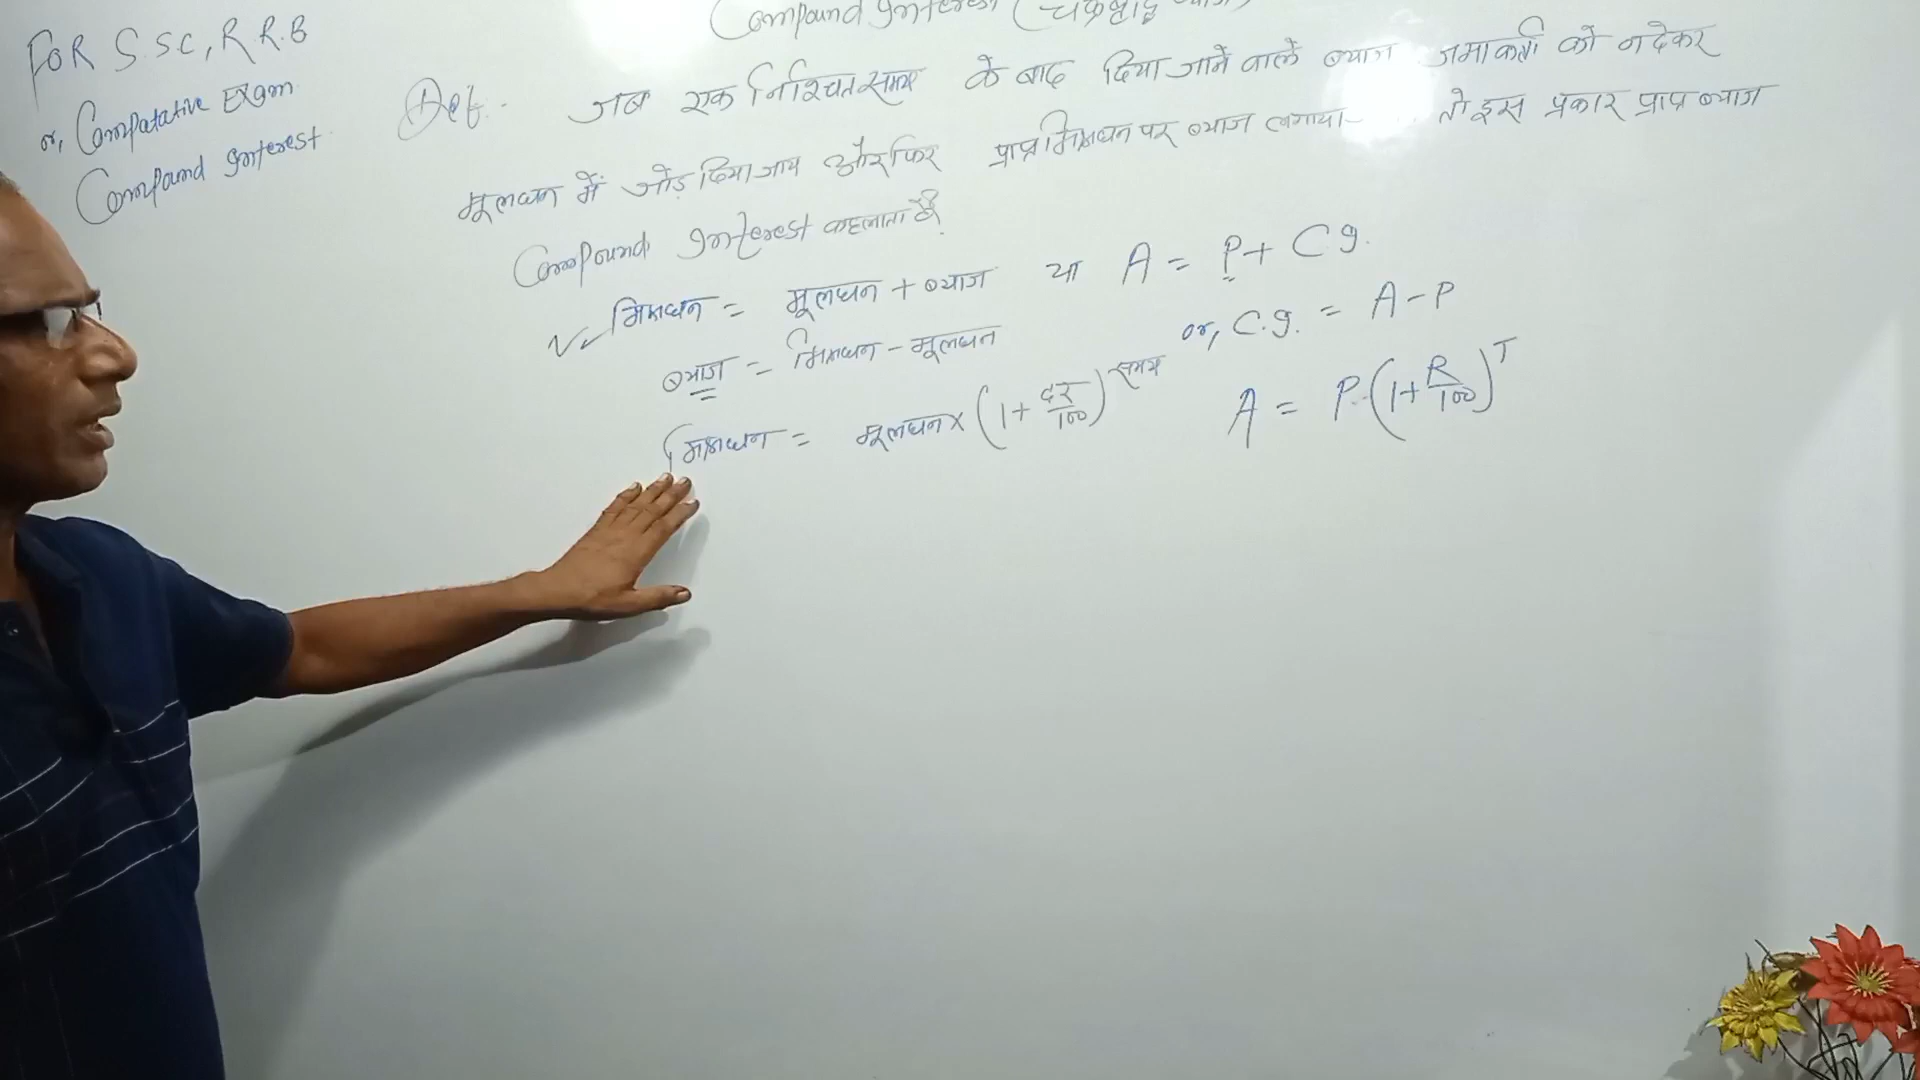 Compound Interest (चक्रवृद्धि ब्याज)
FOR S.SC, R R.B
or, Compatative Exam
Compound Interest
Def. जब एक निश्चित समय के बाद दिया जाने वाले ब्याज जमाकर्ता को न देकर
मूलधन में जोड़ दिया जाय और फिर प्राप्त मिश्रधन पर ब्याज लगाया तो इस प्रकार प्राप्त ब्याज
Compound Interest कहलाता है
मिश्रधन = मूलधन + ब्याज या A = P + C I.
ब्याज = मिश्रधन - मूलधन or, C.I. = A - P
मिश्रधन = मूलधन × (1 + दर/100)^समय A = P (1 + R/100)^T